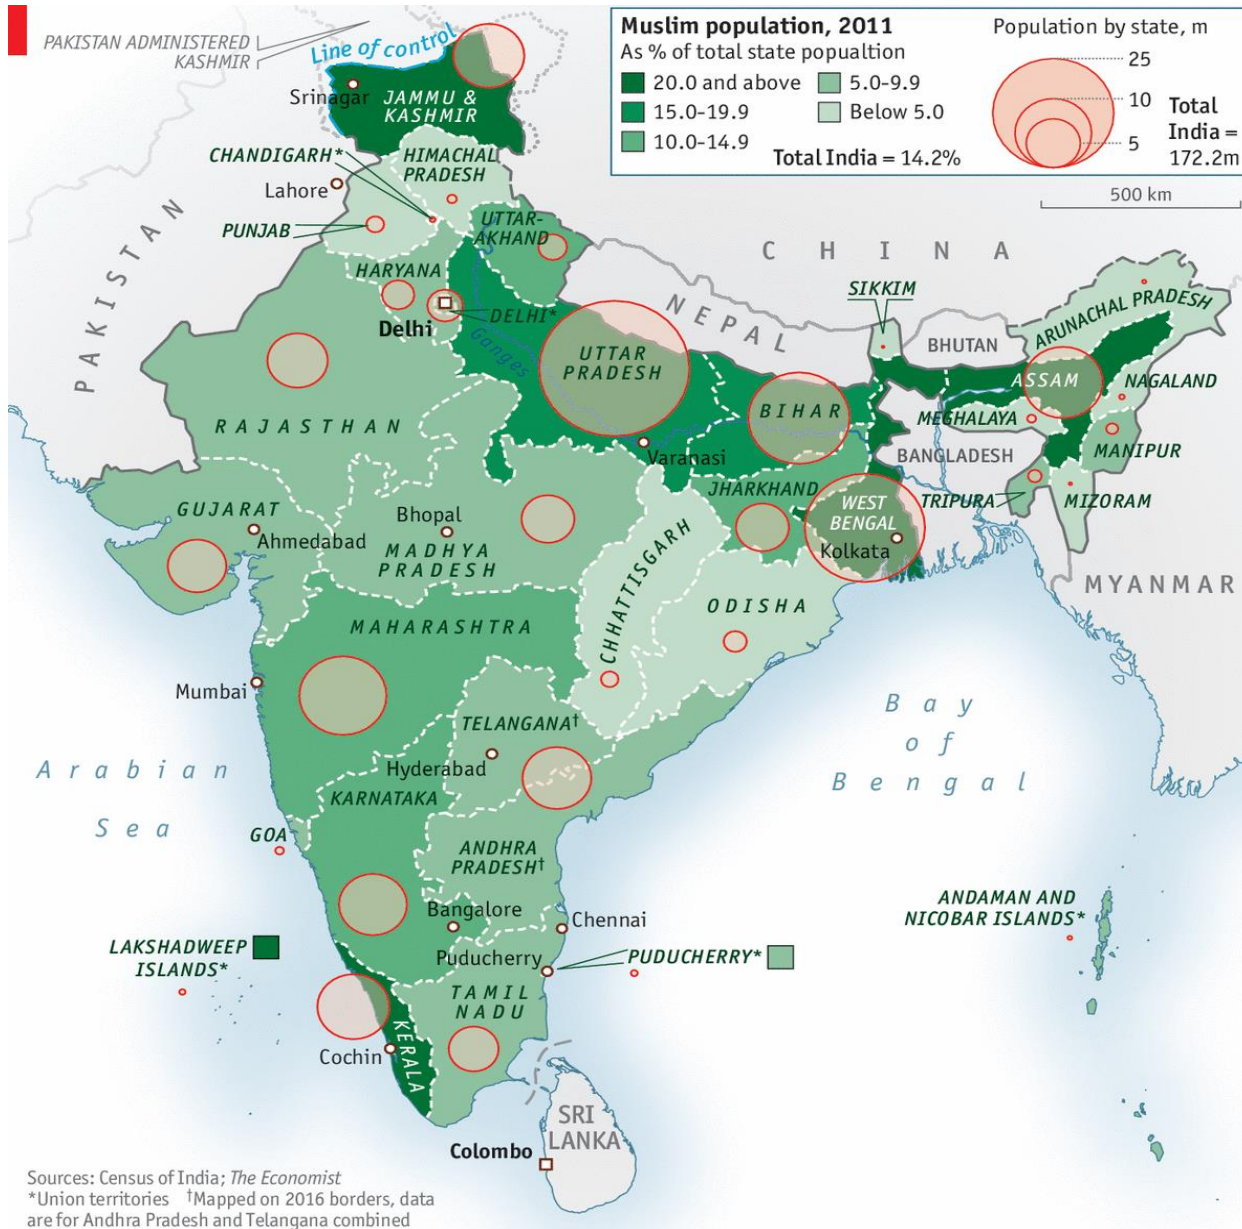 Muslim population, 2011
As % of total state popualtion
20.0 and above
15.0-19.9
10.0-14.9
5.0-9.9
Below 5.0
Total India = 14.2%
Population by state, m
25
10
5
Total
India =
172.2m
500 km
PAKISTAN ADMINISTERED
KASHMIR
Line of control
Srinagar
JAMMU &
KASHMIR
CHANDIGARH*
HIMACHAL
PRADESH
Lahore
PUNJAB
UTTAR-
AKHAND
PAKISTAN
CHINA
HARYANA
DELHI*
Delhi
Ganges
NEPAL
SIKKIM
BHUTAN
ARUNACHAL PRADESH
UTTAR
PRADESH
ASSAM
NAGALAND
RAJASTHAN
BIHAR
MEGHALAYA
Varanasi
BANGLADESH
MANIPUR
JHARKHAND
WEST
BENGAL
Kolkata
TRIPURA
MIZORAM
GUJARAT
Ahmedabad
Bhopal
MADHYA
PRADESH
CHHATTISGARH
MYANMAR
ODISHA
MAHARASHTRA
Mumbai
TELANGANA†
Hyderabad
Bay
of
Bengal
Arabian
Sea
KARNATAKA
GOA
ANDHRA
PRADESH†
ANDAMAN AND
NICOBAR ISLANDS*
Bangalore
Chennai
LAKSHADWEEP
ISLANDS*
Puducherry
PUDUCHERRY*
TAMIL
NADU
KERALA
Cochin
SRI
LANKA
Colombo
Sources: Census of India; The Economist
*Union territories †Mapped on 2016 borders, data
are for Andhra Pradesh and Telangana combined